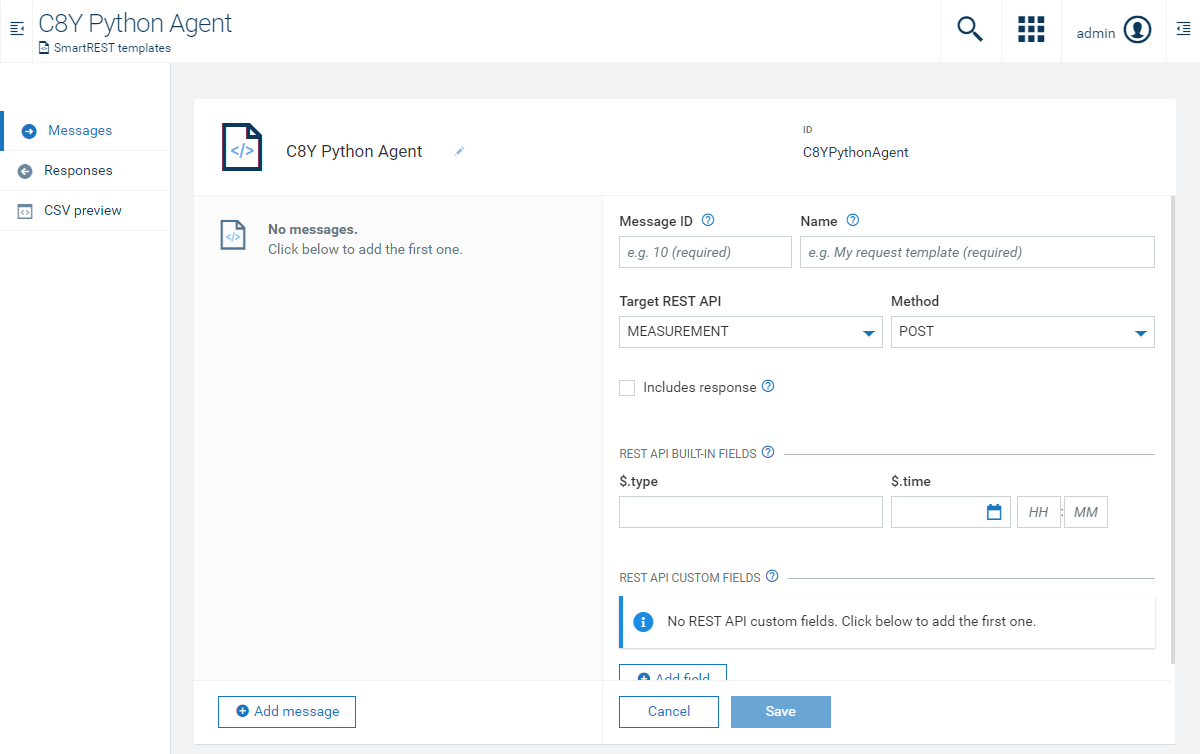 C8Y Python Agent
SmartREST templates
admin
Messages
Responses
CSV preview
</>
C8Y Python Agent
ID
C8YPythonAgent
</>
No messages.
Click below to add the first one.
Message ID ? Name ?
e.g. 10 (required) e.g. My request template (required)
Target REST API Method
MEASUREMENT POST
Includes response ?
REST API BUILT-IN FIELDS ?
$.type $.time
HH : MM
REST API CUSTOM FIELDS ?
No REST API custom fields. Click below to add the first one.
Add field
Add message
Cancel Save